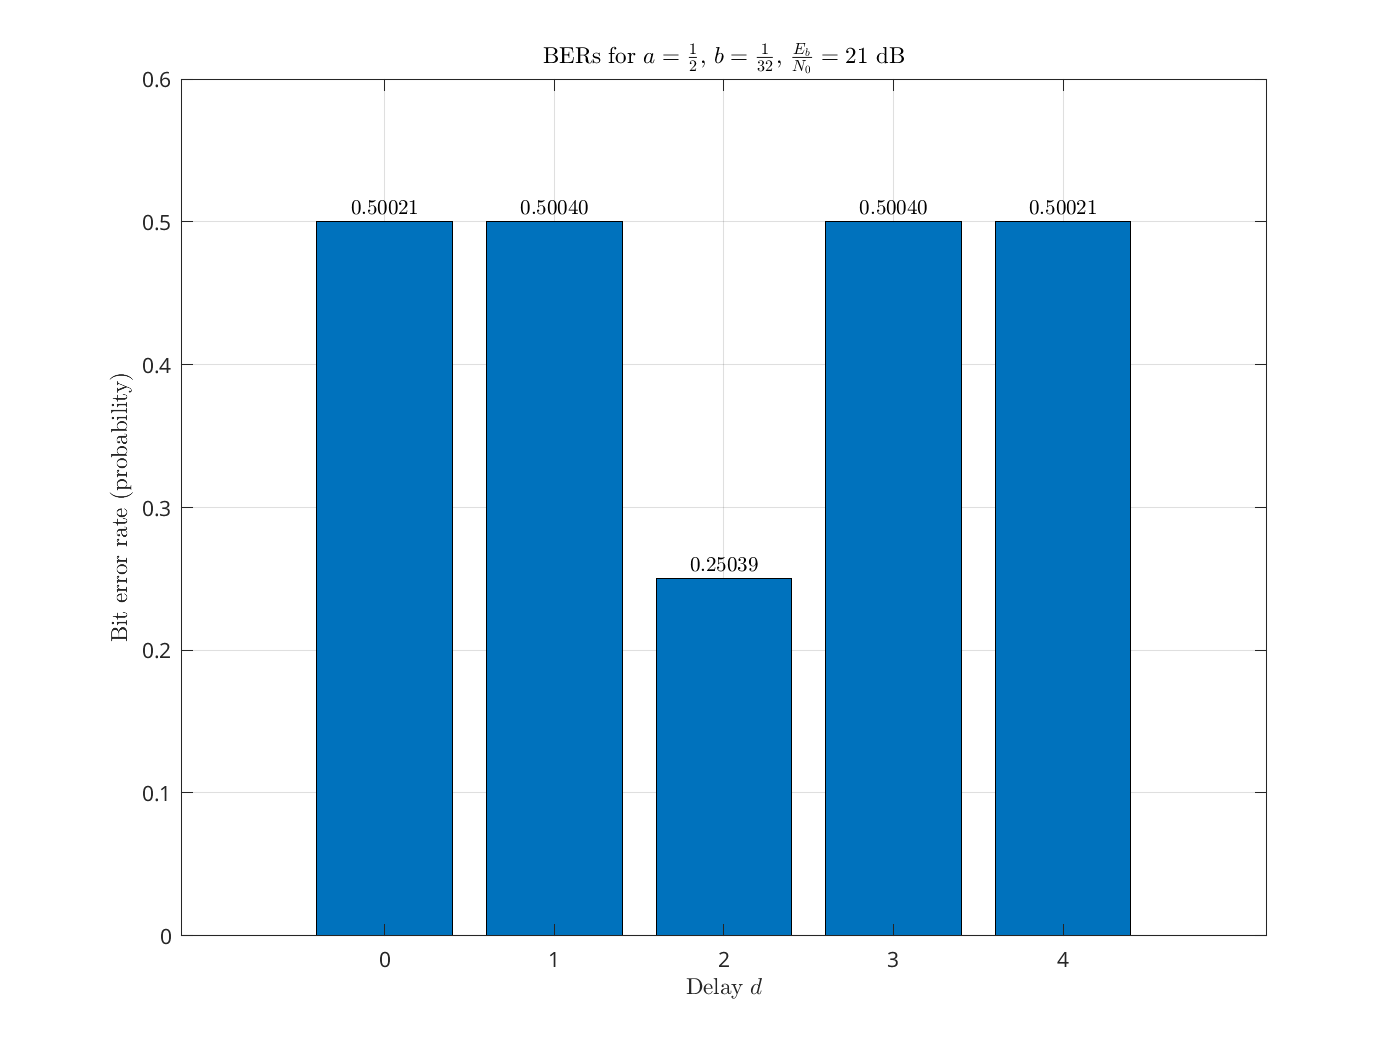 BERs for a = 1/2, b = 1/32, E_b/N_0 = 21 dB
0.6
0.5
0.4
0.3
0.2
0.1
0
Bit error rate (probability)
0.50021 0.50040 0.25039 0.50040 0.50021
0 1 2 3 4
Delay d